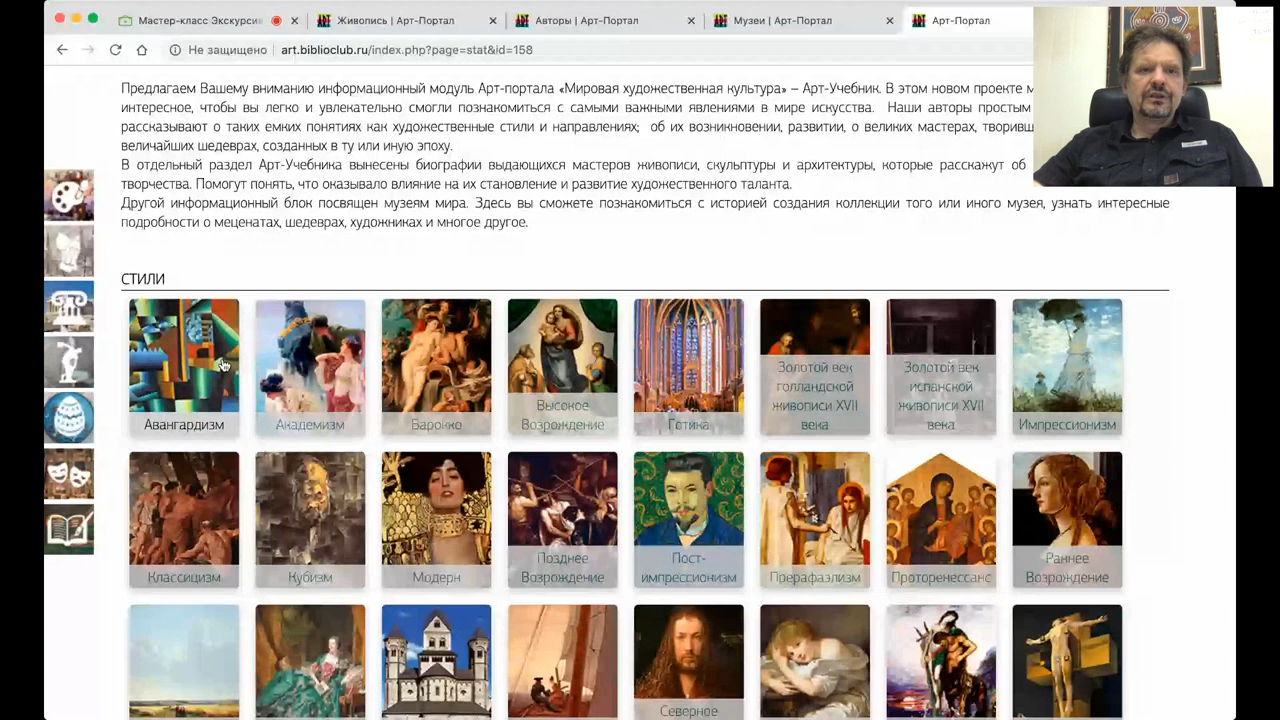 Мастер-класс Экскурси
Живопись | Арт-Портал
Авторы | Арт-Портал
Музеи | Арт-Портал
Арт-Портал
Не защищено
art.biblioclub.ru/index.php?page=stat&id=158
Предлагаем Вашему вниманию информационный модуль Арт-портала «Мировая художественная культура» – Арт-Учебник. В этом новом проекте
интересное, чтобы вы легко и увлекательно смогли познакомиться с самыми важными явлениями в мире искусства. Наши авторы простым
рассказывают о таких емких понятиях как художественные стили и направлениях; об их возникновении, развитии, о великих мастерах, творивш
величайших шедеврах, созданных в ту или иную эпоху.
В отдельный раздел Арт-Учебника вынесены биографии выдающихся мастеров живописи, скульптуры и архитектуры, которые расскажут об
творчества. Помогут понять, что оказывало влияние на их становление и развитие художественного таланта.
Другой информационный блок посвящен музеям мира. Здесь вы сможете познакомиться с историей создания коллекции того или иного музея, узнать интересные
подробности о меценатах, шедеврах, художниках и многое другое.
СТИЛИ
Авангардизм
Академизм
Барокко
Высокое
Возрождение
Готика
Золотой век
голландской
живописи XVII
века
Золотой век
испанской
живописи XVII
века
Импрессионизм
Классицизм
Кубизм
Модерн
Позднее
Возрождение
Пост-
импрессионизм
Прерафаэлизм
Проторенессанс
Раннее
Возрождение
Северное